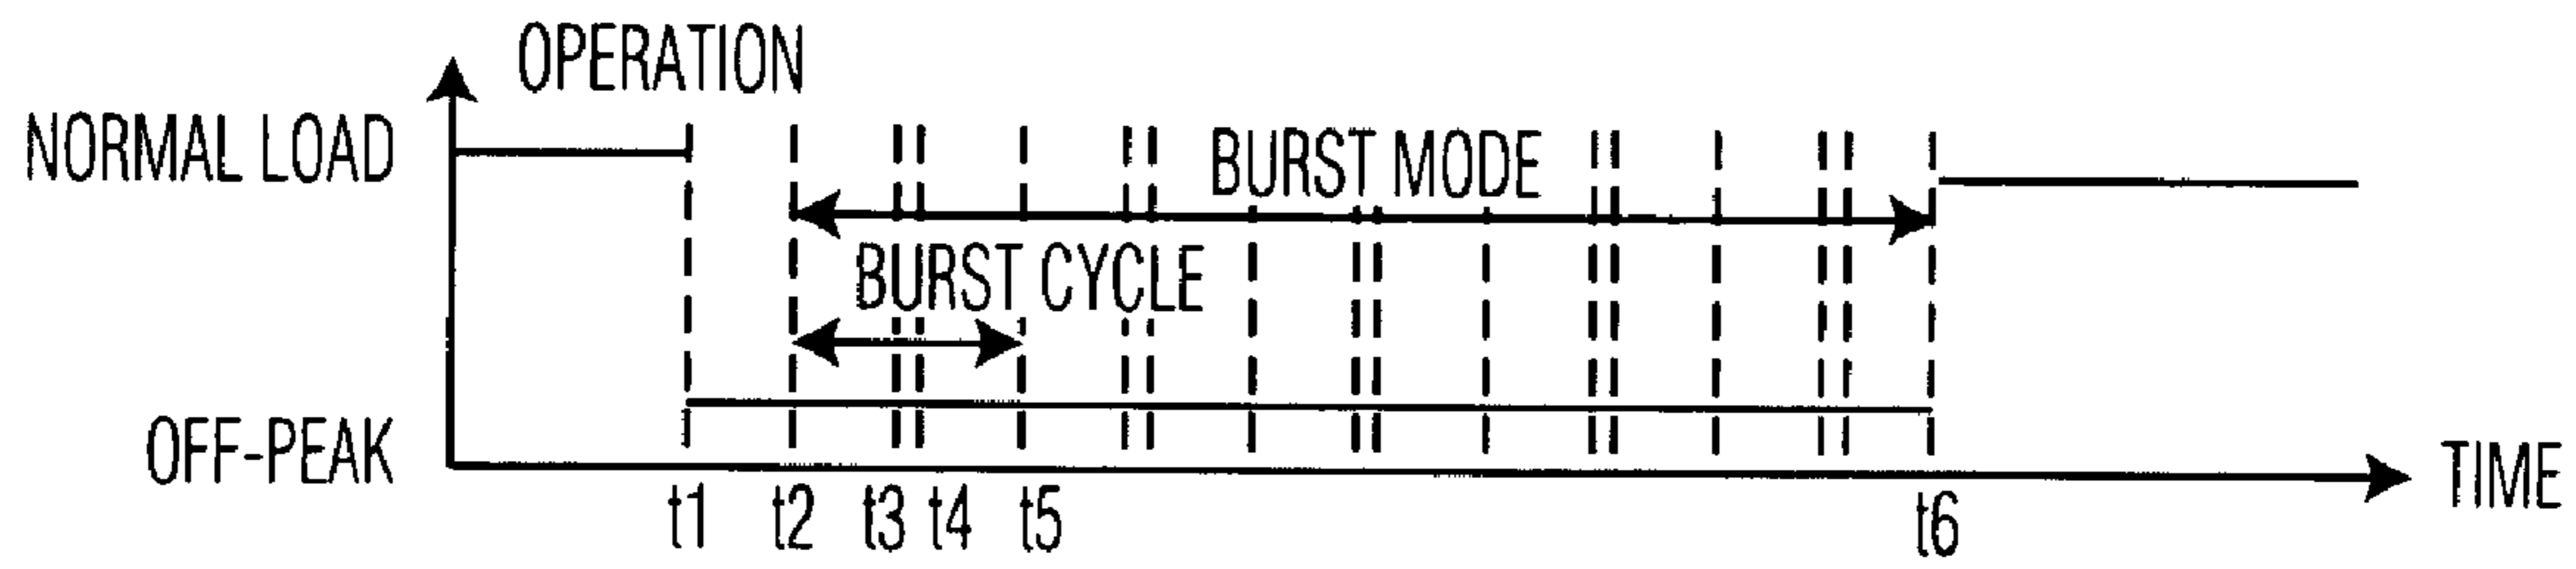 OPERATION
NORMAL LOAD
BURST MODE
BURST CYCLE
OFF-PEAK
TIME
t1 t2 t3 t4 t5 t6